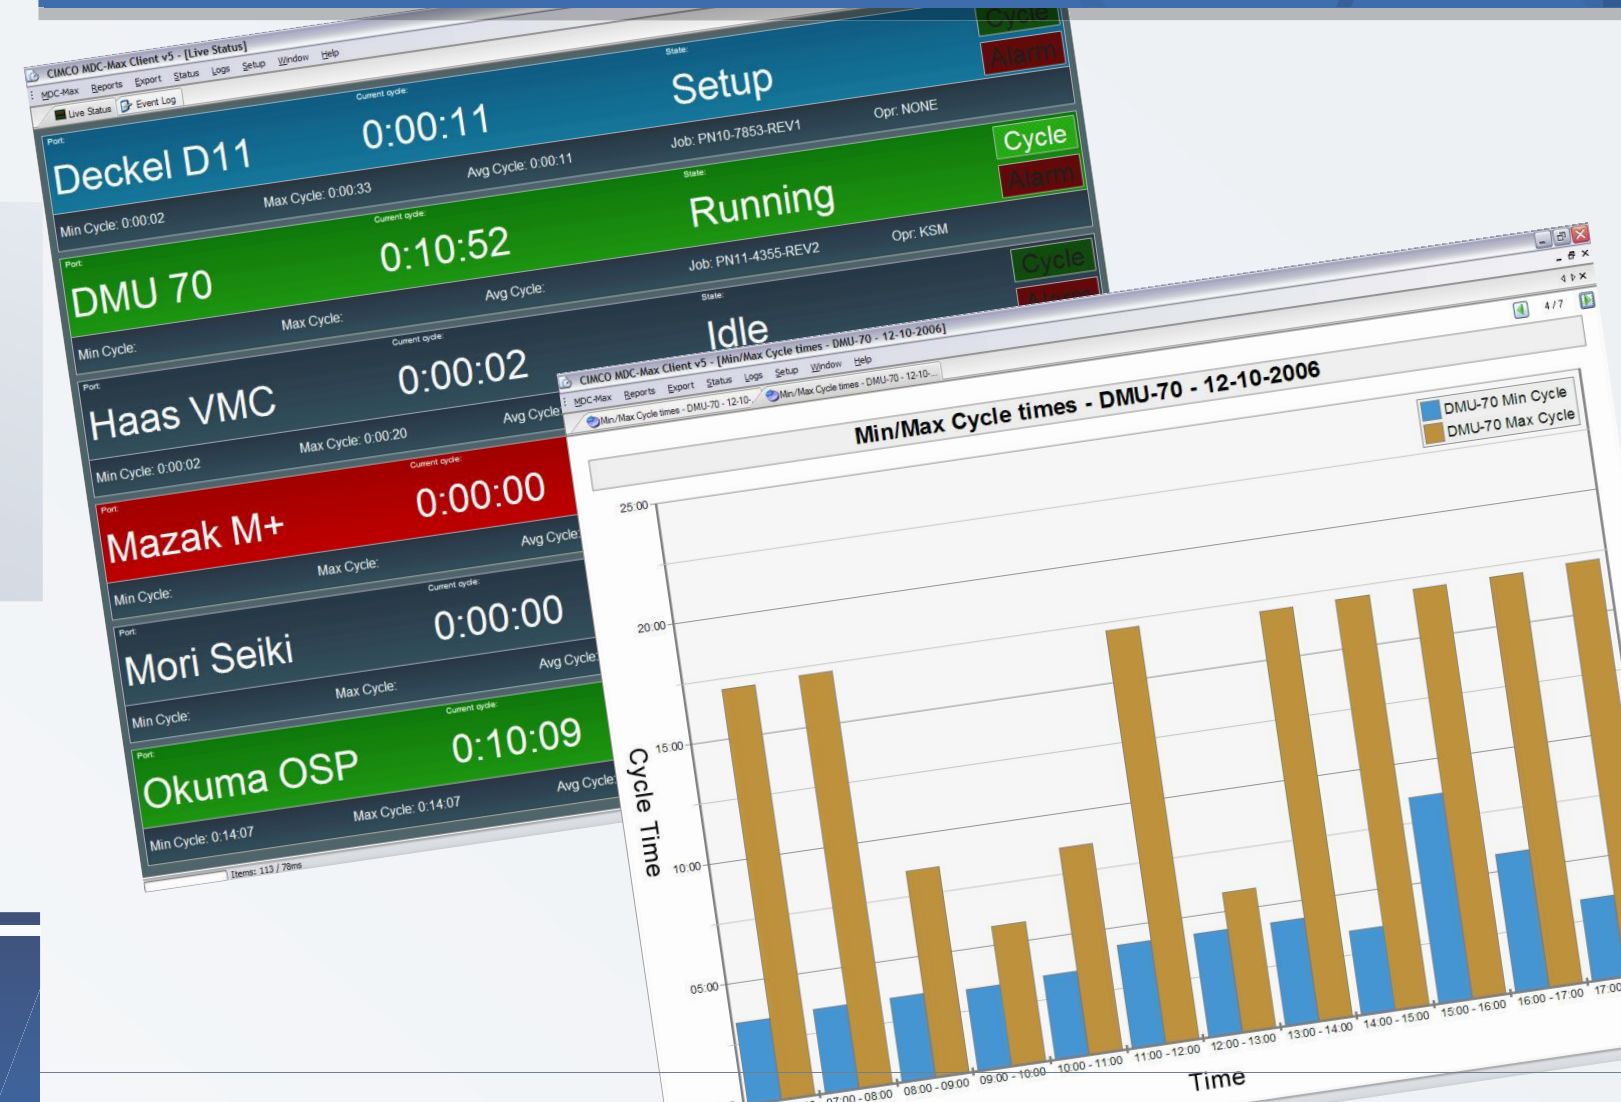 CIMCO MDC-Max Client v5 - [Live Status]
MDC-Max Reports Export Status Logs Setup Window Help
Live Status Event Log
Port: Current cycle: State: Cycle
Deckel D11 0:00:11 Setup Alarm
Min Cycle: 0:00:02 Max Cycle: 0:00:33 Avg Cycle: 0:00:11 Job: PN10-7853-REV1 Opr: NONE
Port: Current cycle: State: Cycle
DMU 70 0:10:52 Running Alarm
Min Cycle: Max Cycle: Avg Cycle: Job: PN11-4355-REV2 Opr: KSM
Port: Current cycle: State: Cycle
Haas VMC 0:00:02 Idle Alarm
Min Cycle: 0:00:02 Max Cycle: 0:00:20 Avg Cycle
Port: Current cycle:
Mazak M+ 0:00:00
Min Cycle: Max Cycle: Avg Cycle:
Port: Current cycle:
Mori Seiki 0:00:00
Min Cycle: Max Cycle: Avg Cycle:
Port: Current cycle:
Okuma OSP 0:10:09
Min Cycle: 0:14:07 Max Cycle: 0:14:07 Avg Cycle:
Items: 113 / 78ms
CIMCO MDC-Max Client v5 - [Min/Max Cycle times - DMU-70 - 12-10-2006]
MDC-Max Reports Export Status Logs Setup Window Help
Min/Max Cycle times - DMU-70 - 12-10- Min/Max Cycle times - DMU-70 - 12-10-...
4 / 7
Min/Max Cycle times - DMU-70 - 12-10-2006
DMU-70 Min Cycle
DMU-70 Max Cycle
25:00
20:00
15:00
10:00
05:00
Cycle Time
07:00 - 08:00 08:00 - 09:00 09:00 - 10:00 10:00 - 11:00 11:00 - 12:00 12:00 - 13:00 13:00 - 14:00 14:00 - 15:00 15:00 - 16:00 16:00 - 17:00 17:00
Time